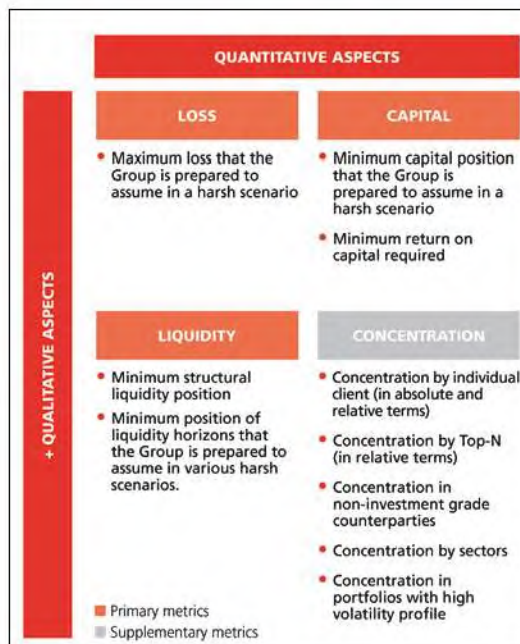 QUANTITATIVE ASPECTS
+ QUALITATIVE ASPECTS
LOSS
• Maximum loss that the
Group is prepared to
assume in a harsh scenario
CAPITAL
• Minimum capital position
that the Group is
prepared to assume in a
harsh scenario
• Minimum return on
capital required
LIQUIDITY
• Minimum structural
liquidity position
• Minimum position of
liquidity horizons that
the Group is prepared to
assume in various harsh
scenarios.
CONCENTRATION
• Concentration by individual
client (in absolute and
relative terms)
• Concentration by Top-N
(in relative terms)
• Concentration in
non-investment grade
counterparties
• Concentration by sectors
• Concentration in
portfolios with high
volatility profile
Primary metrics
Supplementary metrics